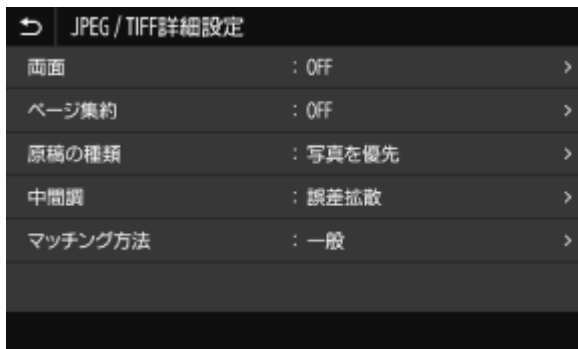 JPEG / TIFF詳細設定
両面 : OFF >
ページ集約 : OFF >
原稿の種類 : 写真を優先 >
中間調 : 誤差拡散 >
マッチング方法 : 一般 >